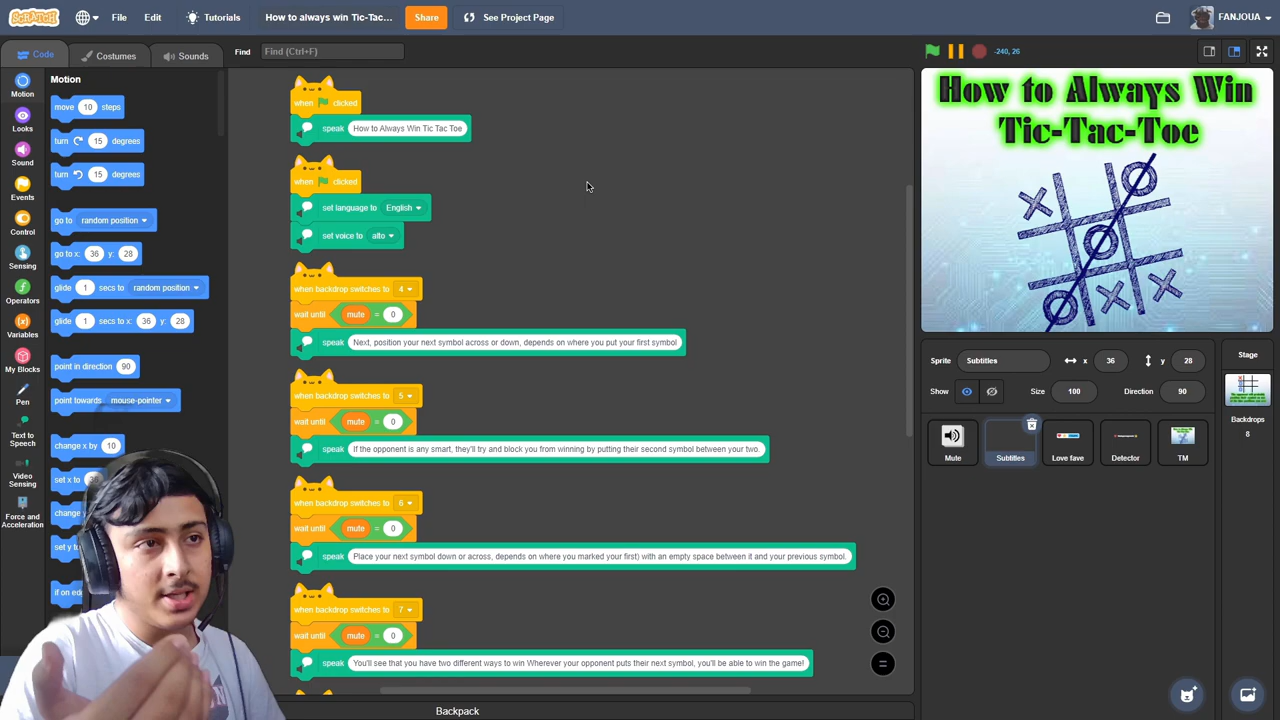 SCRATCH File Edit Tutorials How to always win Tic-Tac... Share See Project Page FANJOUA
Code Costumes Sounds Find Find (Ctrl+F) -240, 26
Motion
Looks
Sound
Events
Control
Sensing
Operators
Variables
My Blocks
Pen
Text to
Speech
Video
Sensing
Force and
Acceleration
Motion
move 10 steps
turn 15 degrees
turn 15 degrees
go to random position
go to x: 36 y: 28
glide 1 secs to random position
glide 1 secs to x: 36 y: 28
point in direction 90
point towards mouse-pointer
change x by 10
set x
change
set y to
if on
when clicked
speak How to Always Win Tic Tac Toe
when clicked
set language to English
set voice to alto
when backdrop switches to 4
wait until mute = 0
speak Next, position your next symbol across or down, depends on where you put your first symbol
when backdrop switches to 5
wait until mute = 0
speak If the opponent is any smart, they'll try and block you from winning by putting their second symbol between your two.
when backdrop switches to 6
wait until mute = 0
speak Place your next symbol down or across, depends on where you marked your first) with an empty space between it and your previous symbol.
when backdrop switches to 7
wait until mute = 0
speak You'll see that you have two different ways to win Wherever your opponent puts their next symbol, you'll be able to win the game!
How to Always Win
Tic-Tac-Toe
Sprite Subtitles x 36 y 28
Show Size 100 Direction 90
Mute Subtitles Love fave Detector TM
Stage
Backdrops
8
Backpack